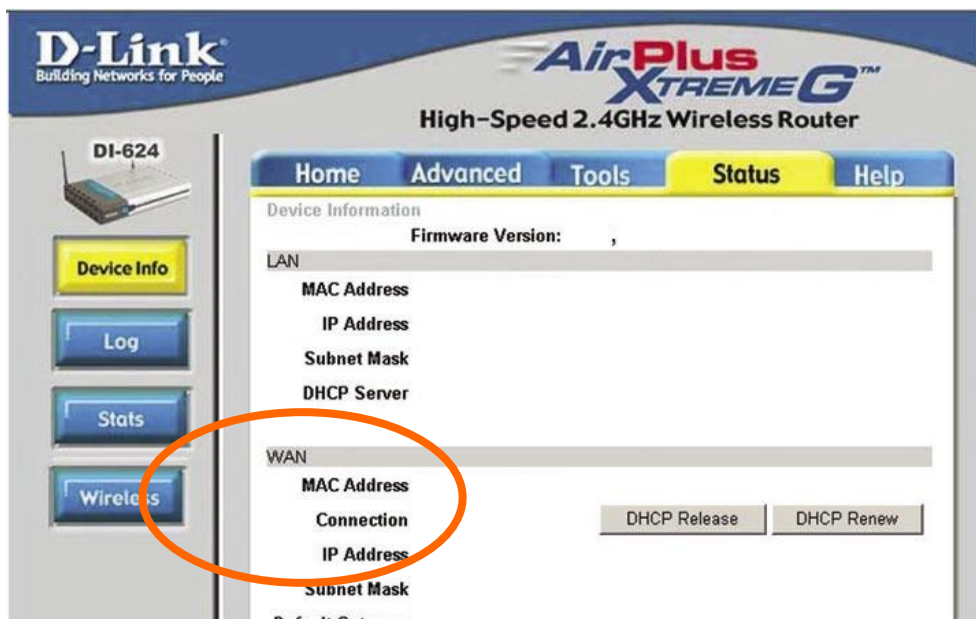 D-Link
Building Networks for People
AirPlus
XTREME G™
High-Speed 2.4GHz Wireless Router
DI-624
Home Advanced Tools Status Help
Device Information
Firmware Version: ,
Device Info
LAN
MAC Address
IP Address
Log
Subnet Mask
DHCP Server
Stats
WAN
MAC Address
Wireless
Connection DHCP Release DHCP Renew
IP Address
Subnet Mask